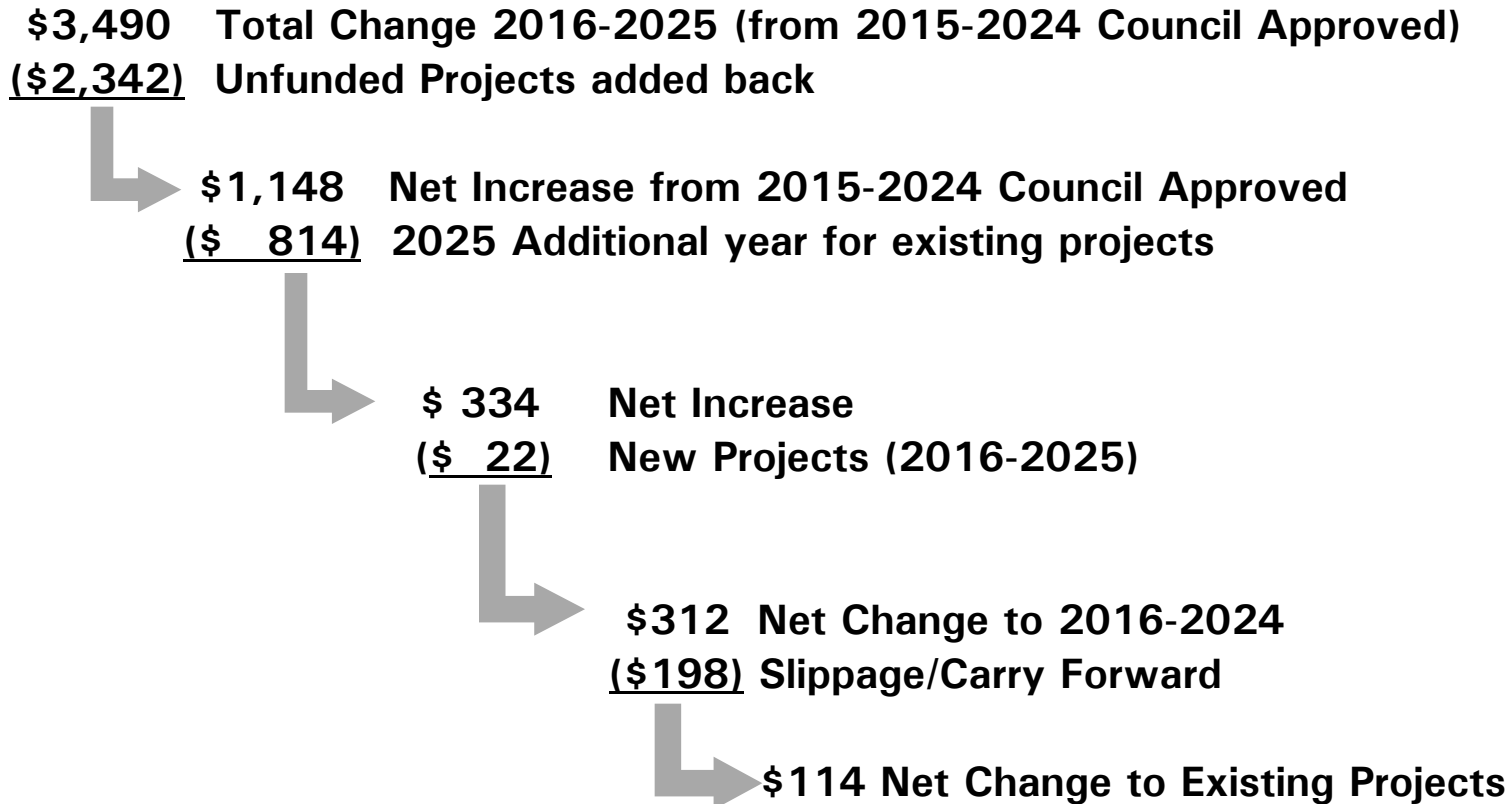 $3,490 Total Change 2016-2025 (from 2015-2024 Council Approved)
($2,342) Unfunded Projects added back
$1,148 Net Increase from 2015-2024 Council Approved
($ 814) 2025 Additional year for existing projects
$ 334 Net Increase
($ 22) New Projects (2016-2025)
$312 Net Change to 2016-2024
($198) Slippage/Carry Forward
$114 Net Change to Existing Projects